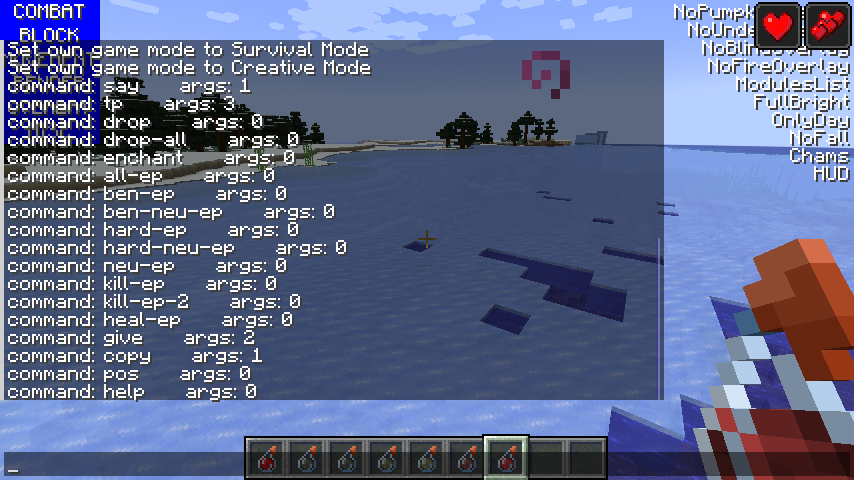 COMBAT
BLOCK
Set own game mode to Survival Mode
Set own game mode to Creative Mode
command: say args: 1
command: tp args: 3
command: drop args: 0
command: drop-all args: 0
command: enchant args: 0
command: all-ep args: 0
command: ben-ep args: 0
command: ben-neu-ep args: 0
command: hard-ep args: 0
command: hard-neu-ep args: 0
command: neu-ep args: 0
command: kill-ep args: 0
command: kill-ep-2 args: 0
command: heal-ep args: 0
command: give args: 2
command: copy args: 1
command: pos args: 0
command: help args: 0
_
NoFireOverlay
ModulesList
FullBright
OnlyDay
NoFall
Chams
HUD